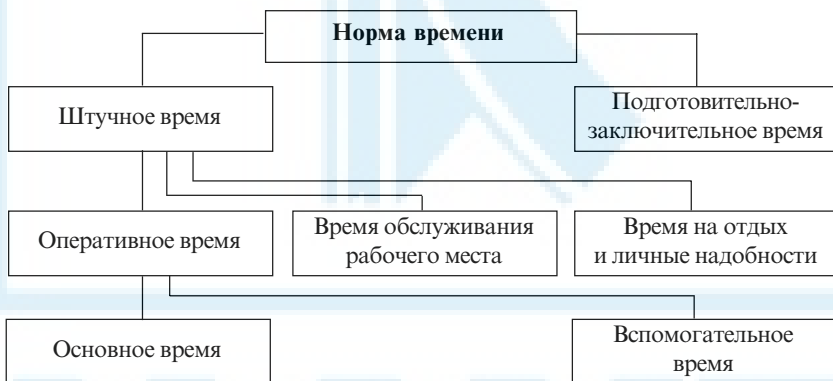 Норма времени
Штучное время
Подготовительно-
заключительное время
Оперативное время
Время обслуживания
рабочего места
Время на отдых
и личные надобности
Основное время
Вспомогательное
время